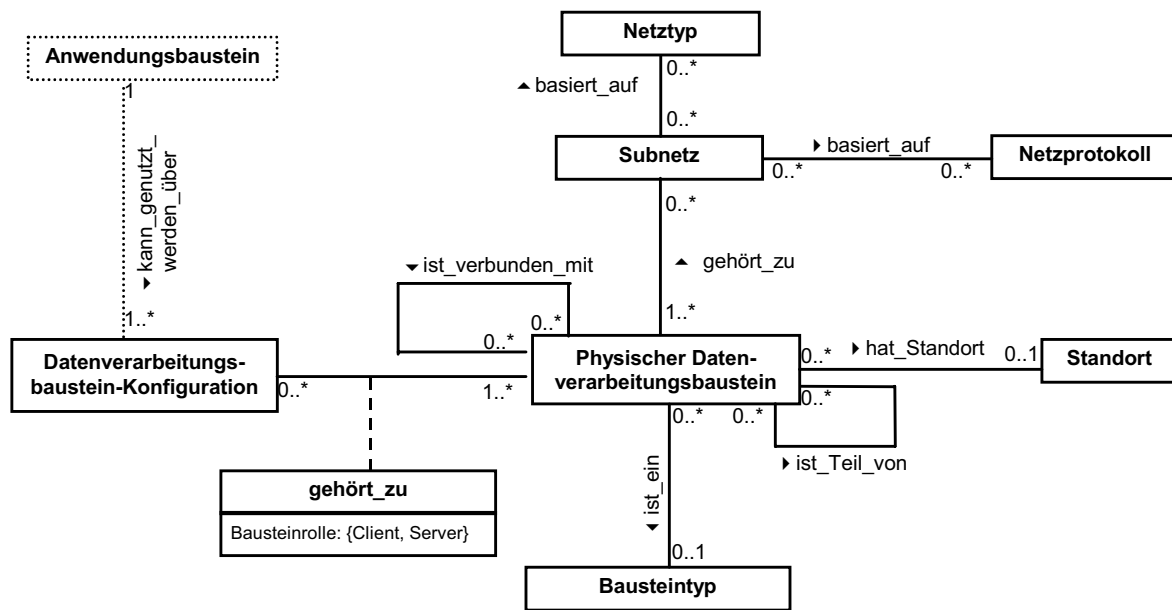 Netztyp
Anwendungsbaustein
0..*
1
▲ basiert_auf
0..*
Subnetz
▶ basiert_auf
Netzprotokoll
0..*
0..*
▼ kann_genutzt_
werden_über
0..*
▼ ist_verbunden_mit
▲ gehört_zu
1..*
1..*
0..*
0..*
Datenverarbeitungs-
baustein-Konfiguration
0..*
1..*
Physischer Daten-
verarbeitungsbaustein
0..*
▶ hat_Standort
0..1
Standort
0..*
0..*
0..*
▶ ist_Teil_von
gehört_zu
Bausteinrolle: {Client, Server}
▼ ist_ein
0..1
Bausteintyp